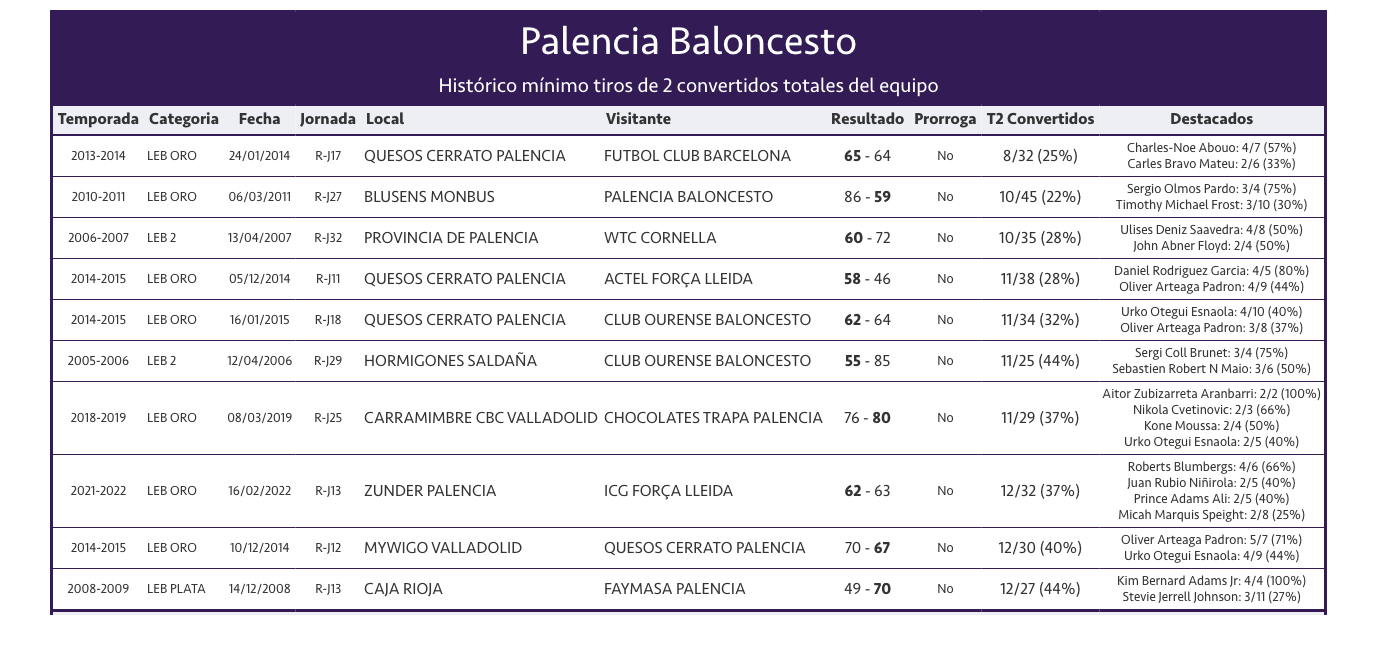 Palencia Baloncesto
Histórico mínimo tiros de 2 convertidos totales del equipo
Temporada Categoria Fecha Jornada Local Visitante Resultado Prorroga T2 Convertidos Destacados
2013-2014 LEB ORO 24/01/2014 R-J17 QUESOS CERRATO PALENCIA FUTBOL CLUB BARCELONA 65 - 64 No 8/32 (25%) Charles-Noe Abouo: 4/7 (57%)
Carles Bravo Mateu: 2/6 (33%)
2010-2011 LEB ORO 06/03/2011 R-J27 BLUSENS MONBUS PALENCIA BALONCESTO 86 - 59 No 10/45 (22%) Sergio Olmos Pardo: 3/4 (75%)
Timothy Michael Frost: 3/10 (30%)
2006-2007 LEB 2 13/04/2007 R-J32 PROVINCIA DE PALENCIA WTC CORNELLA 60 - 72 No 10/35 (28%) Ulises Deniz Saavedra: 4/8 (50%)
John Abner Floyd: 2/4 (50%)
2014-2015 LEB ORO 05/12/2014 R-J11 QUESOS CERRATO PALENCIA ACTEL FORÇA LLEIDA 58 - 46 No 11/38 (28%) Daniel Rodriguez Garcia: 4/5 (80%)
Oliver Arteaga Padron: 4/9 (44%)
2014-2015 LEB ORO 16/01/2015 R-J18 QUESOS CERRATO PALENCIA CLUB OURENSE BALONCESTO 62 - 64 No 11/34 (32%) Urko Otegui Esnaola: 4/10 (40%)
Oliver Arteaga Padron: 3/8 (37%)
2005-2006 LEB 2 12/04/2006 R-J29 HORMIGONES SALDAÑA CLUB OURENSE BALONCESTO 55 - 85 No 11/25 (44%) Sergi Coll Brunet: 3/4 (75%)
Sebastien Robert N Maio: 3/6 (50%)
2018-2019 LEB ORO 08/03/2019 R-J25 CARRAMIMBRE CBC VALLADOLID CHOCOLATES TRAPA PALENCIA 76 - 80 No 11/29 (37%) Aitor Zubizarreta Aranbarri: 2/2 (100%)
Nikola Cvetinovic: 2/3 (66%)
Kone Moussa: 2/4 (50%)
Urko Otegui Esnaola: 2/5 (40%)
2021-2022 LEB ORO 16/02/2022 R-J13 ZUNDER PALENCIA ICG FORÇA LLEIDA 62 - 63 No 12/32 (37%) Roberts Blumbergs: 4/6 (66%)
Juan Rubio Niñirola: 2/5 (40%)
Prince Adams Ali: 2/5 (40%)
Micah Marquis Speight: 2/8 (25%)
2014-2015 LEB ORO 10/12/2014 R-J12 MYWIGO VALLADOLID QUESOS CERRATO PALENCIA 70 - 67 No 12/30 (40%) Oliver Arteaga Padron: 5/7 (71%)
Urko Otegui Esnaola: 4/9 (44%)
2008-2009 LEB PLATA 14/12/2008 R-J13 CAJA RIOJA FAYMASA PALENCIA 49 - 70 No 12/27 (44%) Kim Bernard Adams Jr: 4/4 (100%)
Stevie Jerrell Johnson: 3/11 (27%)